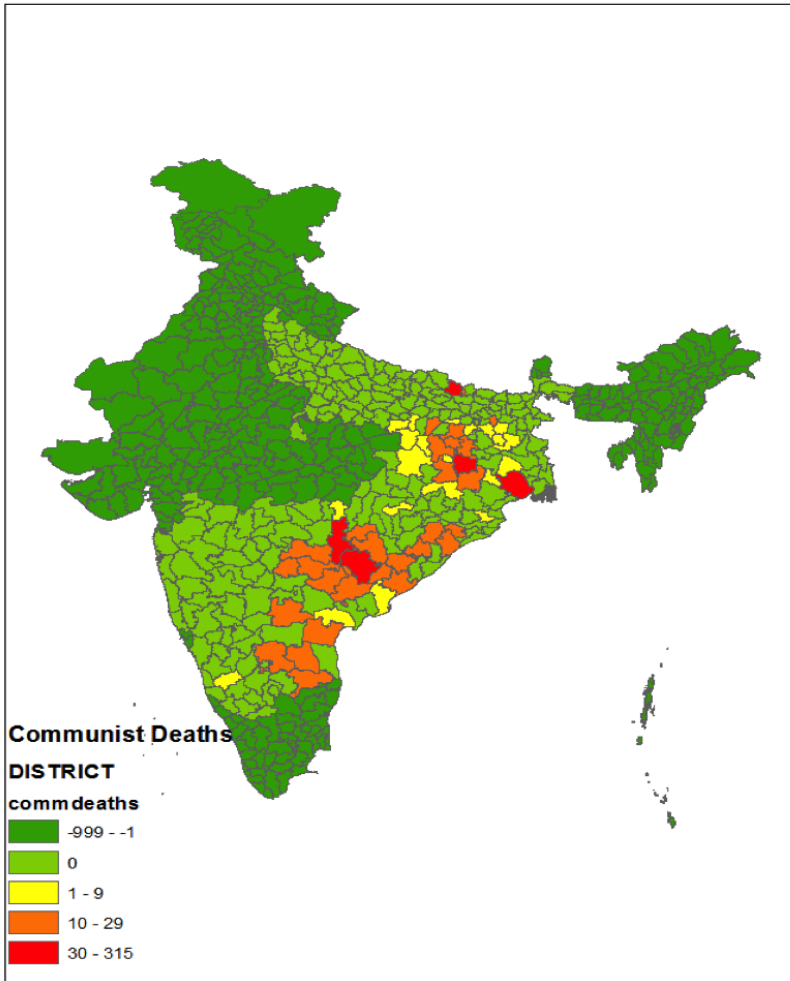 Communist Deaths
DISTRICT
commdeaths
-999 - -1
0
1 - 9
10 - 29
30 - 315